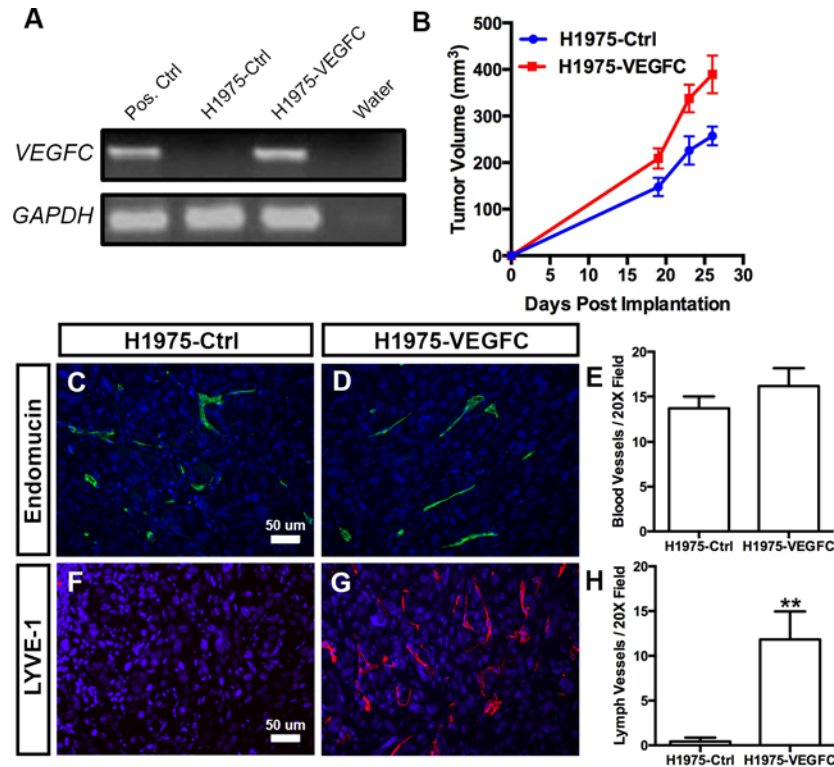 A
Pos. Ctrl
H1975-Ctrl
H1975-VEGFC
Water
VEGFC
GAPDH
B
Tumor Volume (mm³)
500
400
300
200
100
0
H1975-Ctrl
H1975-VEGFC
0 5 10 15 20 25 30
Days Post Implantation
H1975-Ctrl
H1975-VEGFC
Endomucin
C
50 um
D
E
Blood Vessels / 20X Field
20
15
10
5
0
H1975-Ctrl
H1975-VEGFC
LYVE-1
F
50 um
G
H
Lymph Vessels / 20X Field
20
15
10
5
0
**
H1975-Ctrl
H1975-VEGFC